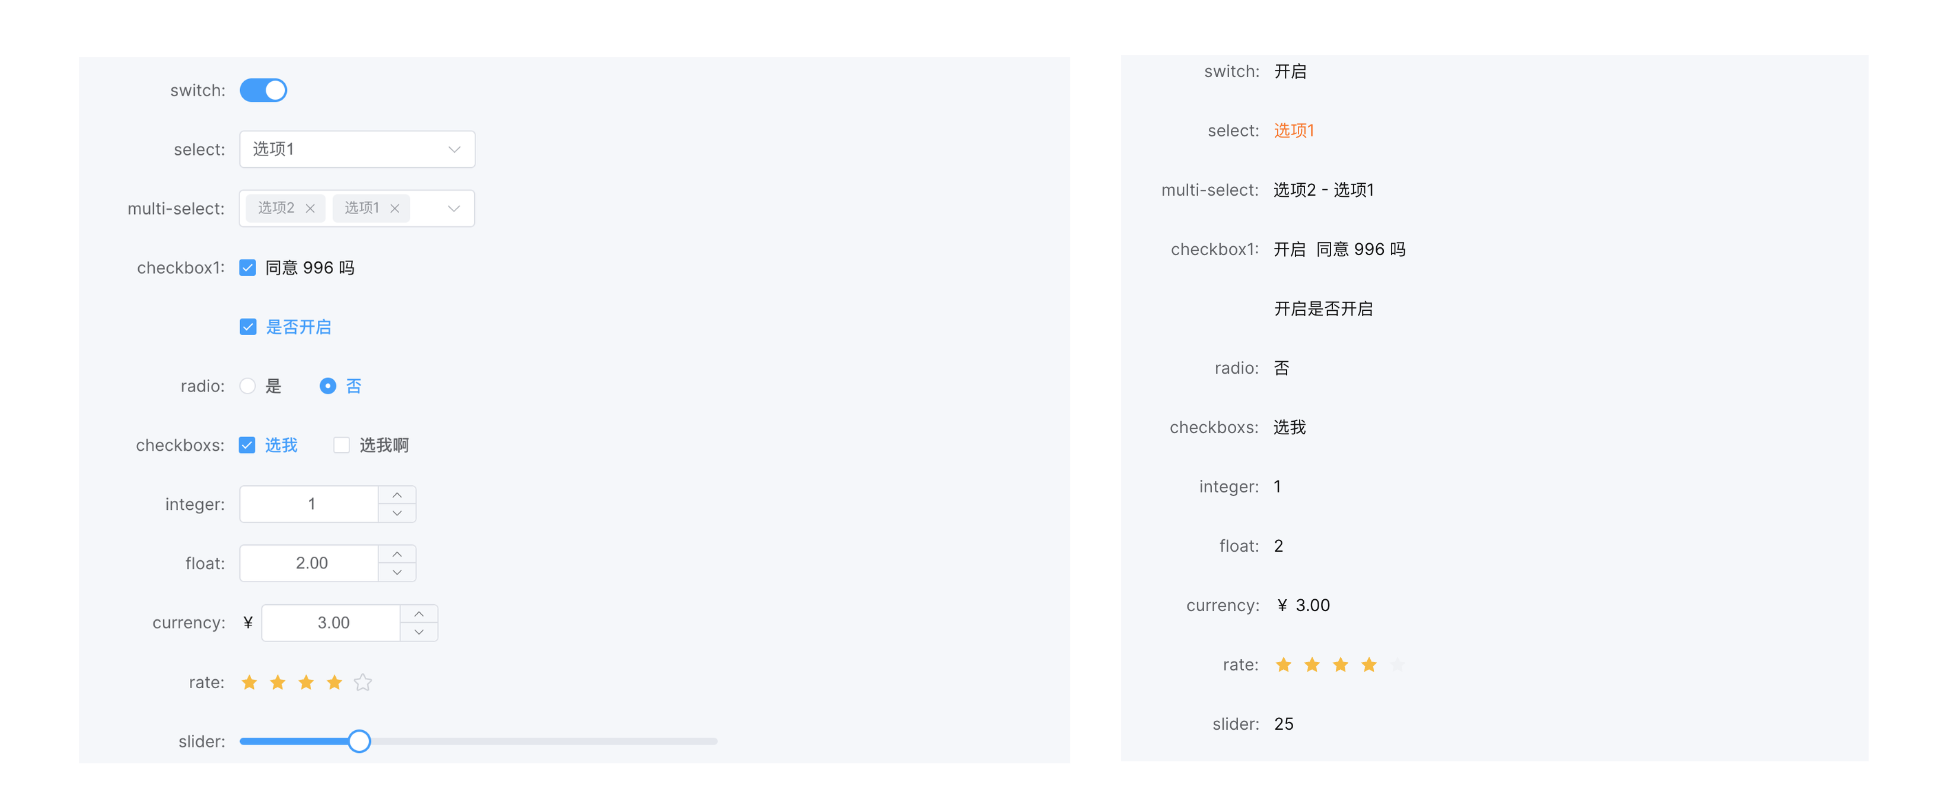 switch:
select: 选项1
multi-select: 选项2 选项1
checkbox1: 同意 996 吗
是否开启
radio: 是 否
checkboxs: 选我 选我啊
integer: 1
float: 2.00
currency: ¥ 3.00
rate:
slider:
switch: 开启
select: 选项1
multi-select: 选项2 - 选项1
checkbox1: 开启 同意 996 吗
开启是否开启
radio: 否
checkboxs: 选我
integer: 1
float: 2
currency: ¥ 3.00
rate:
slider: 25